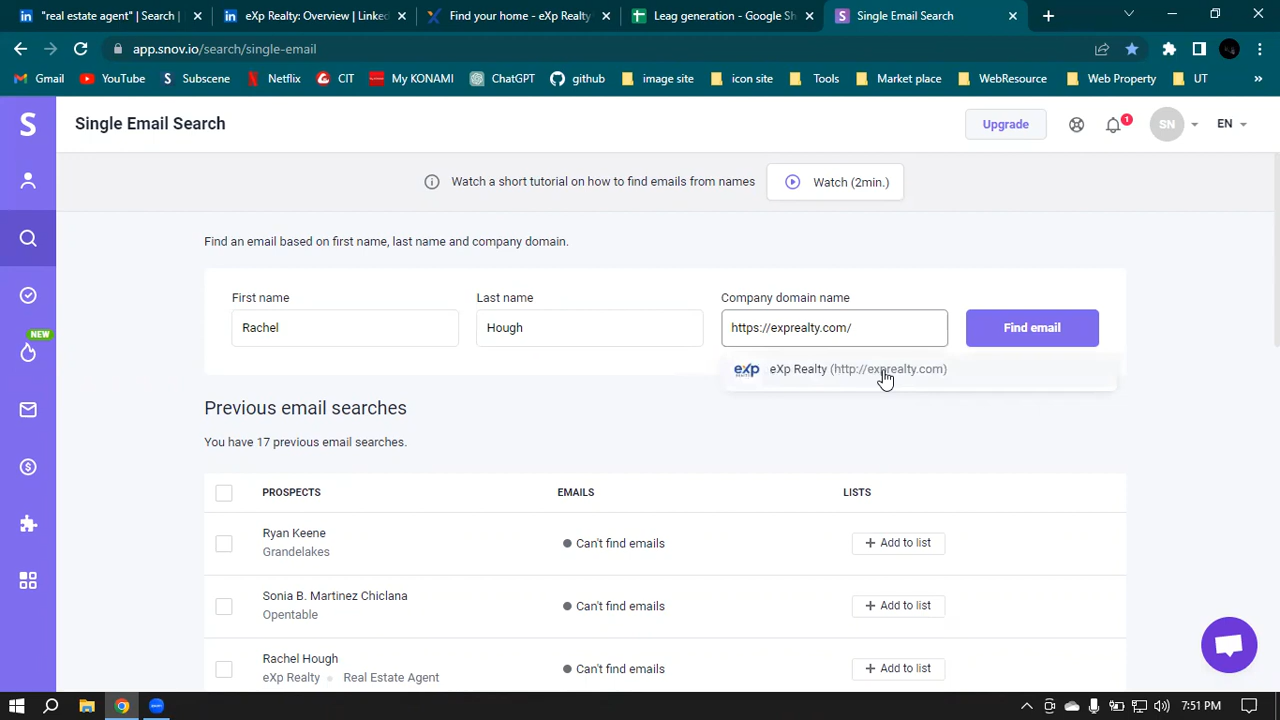 "real estate agent" | Search |
eXp Realty: Overview | Linked
Find your home - eXp Realty
Leag generation - Google Sh
Single Email Search
app.snov.io/search/single-email
Gmail
YouTube
Subscene
Netflix
CIT
My KONAMI
ChatGPT
github
image site
icon site
Tools
Market place
WebResource
Web Property
UT
»
S
Single Email Search
Upgrade
1
SN
EN
Watch a short tutorial on how to find emails from names
Watch (2min.)
Find an email based on first name, last name and company domain.
First name
Last name
Company domain name
Rachel
Hough
https://exprealty.com/
Find email
NEW
eXp REALTY
eXp Realty (http://exprealty.com)
Previous email searches
You have 17 previous email searches.
PROSPECTS
EMAILS
LISTS
Ryan Keene
Grandelakes
Can't find emails
+ Add to list
Sonia B. Martinez Chiclana
Opentable
Can't find emails
+ Add to list
Rachel Hough
eXp Realty
Real Estate Agent
Can't find emails
+ Add to list
7:51 PM